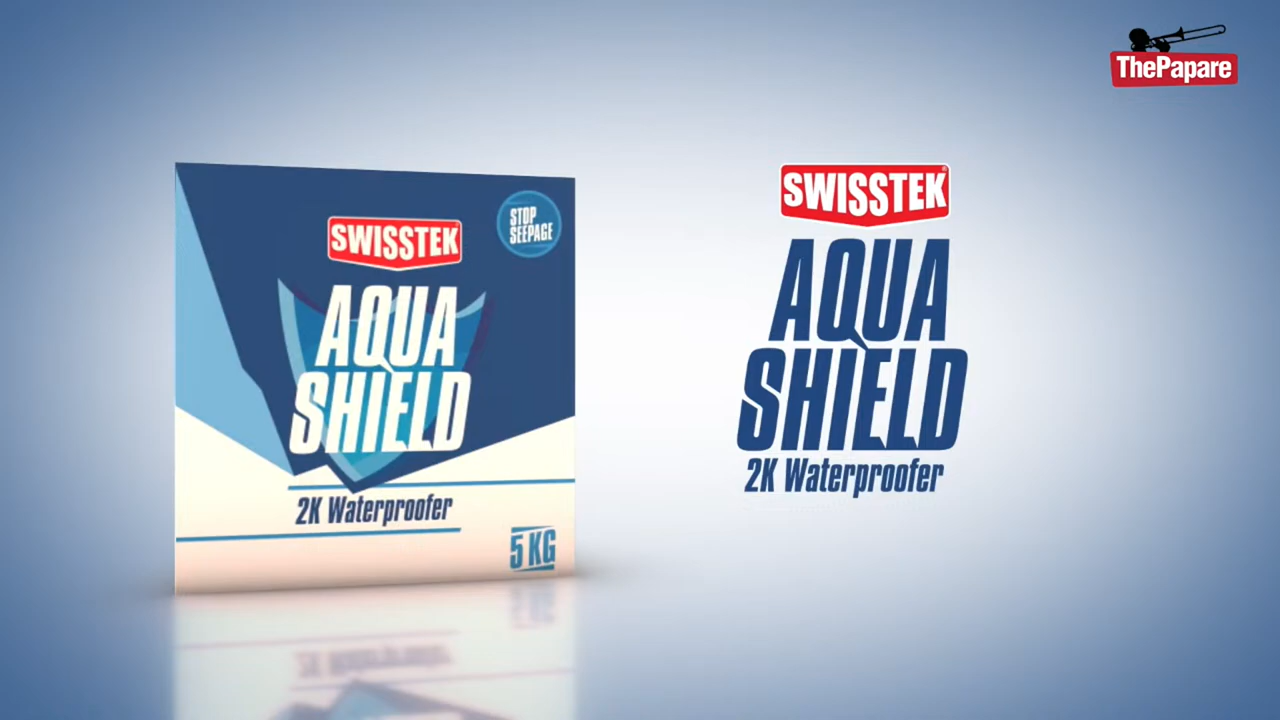 ThePapare
SWISSTEK
AQUA
SHIELD
2K Waterproofer
STOP
SEEPAGE
5 KG
SWISSTEK
AQUA
SHIELD
2K Waterproofer